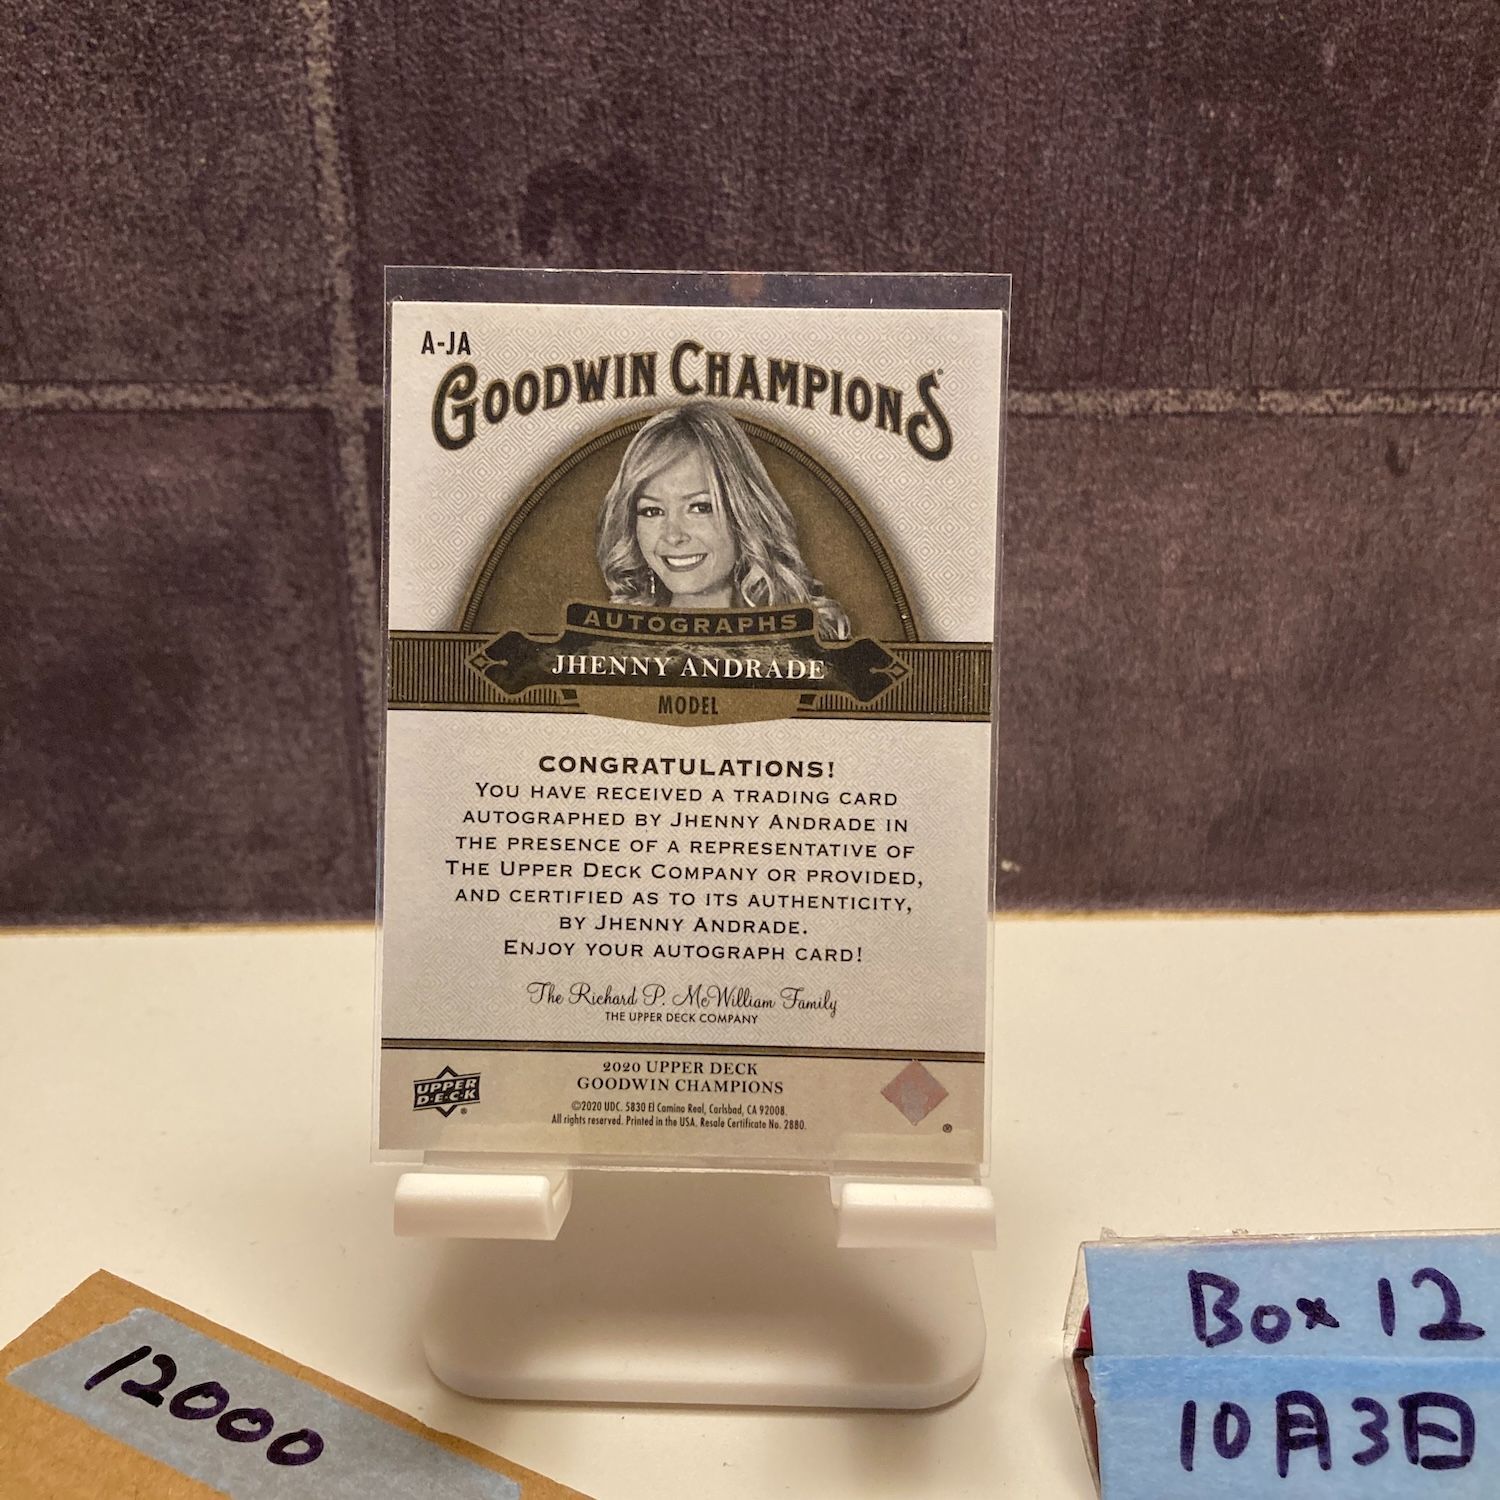 A-JA
GOODWIN CHAMPIONS
AUTOGRAPHS
JHENNY ANDRADE
MODEL
CONGRATULATIONS!
YOU HAVE RECEIVED A TRADING CARD
AUTOGRAPHED BY JHENNY ANDRADE IN
THE PRESENCE OF A REPRESENTATIVE OF
THE UPPER DECK COMPANY OR PROVIDED,
AND CERTIFIED AS TO ITS AUTHENTICITY,
BY JHENNY ANDRADE.
ENJOY YOUR AUTOGRAPH CARD!
The Richard P. McWilliam Family
THE UPPER DECK COMPANY
UPPER
D·E·C·K ®
2020 UPPER DECK
GOODWIN CHAMPIONS
©2020 UDC. 5830 El Camino Real, Carlsbad, CA 92008.
All rights reserved. Printed in the USA. Resale Certificate No. 2880.
®
12000
Box 12
10月3日